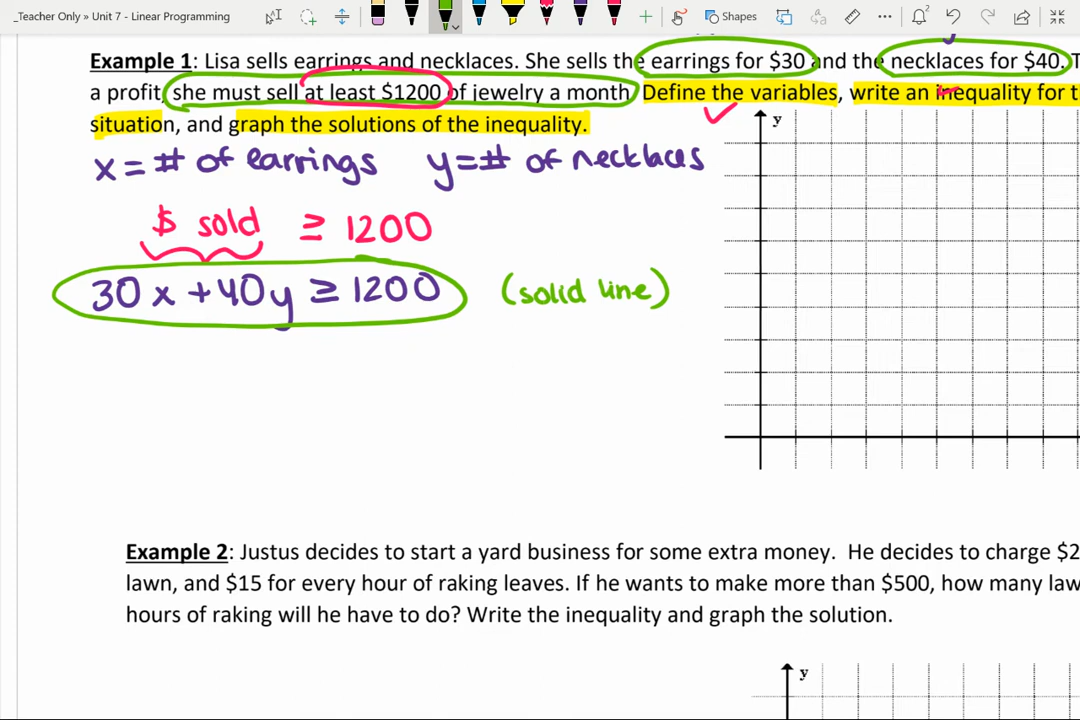 _Teacher Only » Unit 7 - Linear Programming
Shapes
Example 1: Lisa sells earrings and necklaces. She sells the earrings for $30 and the necklaces for $40. T
a profit, she must sell at least $1200 of jewelry a month. Define the variables, write an inequality for t
situation, and graph the solutions of the inequality.
x = # of earrings y = # of necklaces
$ sold ≥ 1200
30x + 40y ≥ 1200 (solid line)
y
Example 2: Justus decides to start a yard business for some extra money. He decides to charge $2
lawn, and $15 for every hour of raking leaves. If he wants to make more than $500, how many law
hours of raking will he have to do? Write the inequality and graph the solution.
y